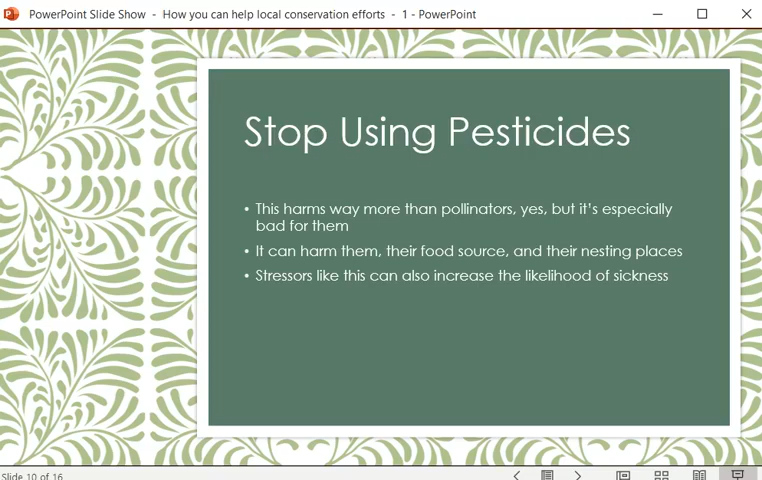 PowerPoint Slide Show - How you can help local conservation efforts - 1 - PowerPoint
Stop Using Pesticides
• This harms way more than pollinators, yes, but it's especially
bad for them
• It can harm them, their food source, and their nesting places
• Stressors like this can also increase the likelihood of sickness
Slide 10 of 16